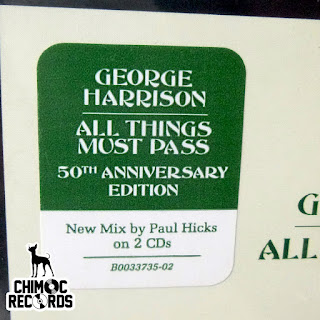 GEORGE
HARRISON
ALL THINGS
MUST PASS
50TH ANNIVERSARY
EDITION
New Mix by Paul Hicks
on 2 CDs
B0033735-02
G
ALL
CHIMOC
RECORDS